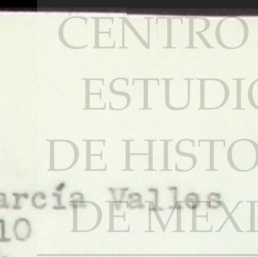 CENTRO
ESTUDIO
DE HISTO
arcía Valles
DE MEXI
10